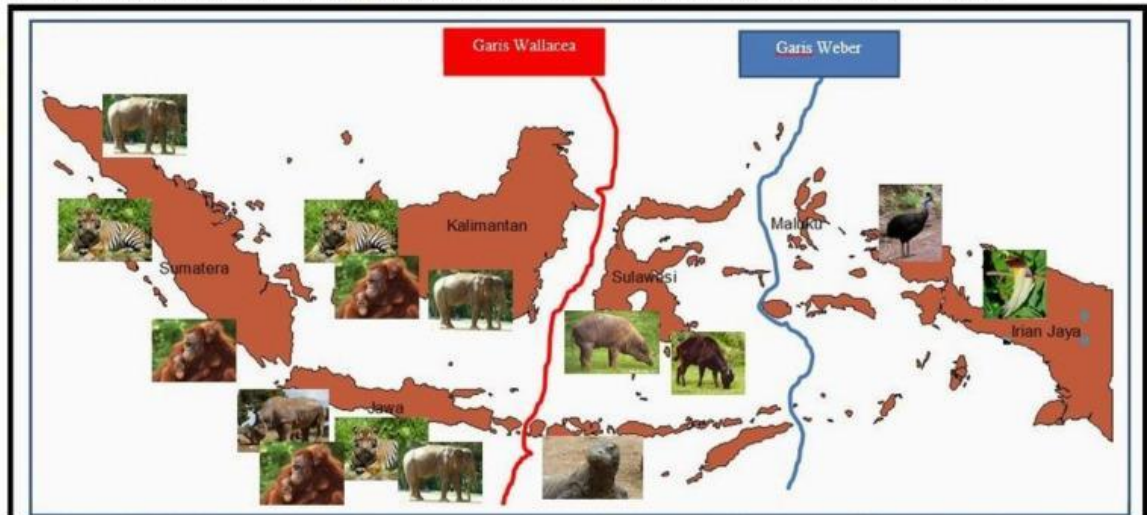 Garis Wallacea
Garis Weber
Kalimantan
Maluku
Sumatera
Sulawesi
Irian Jaya
Jawa